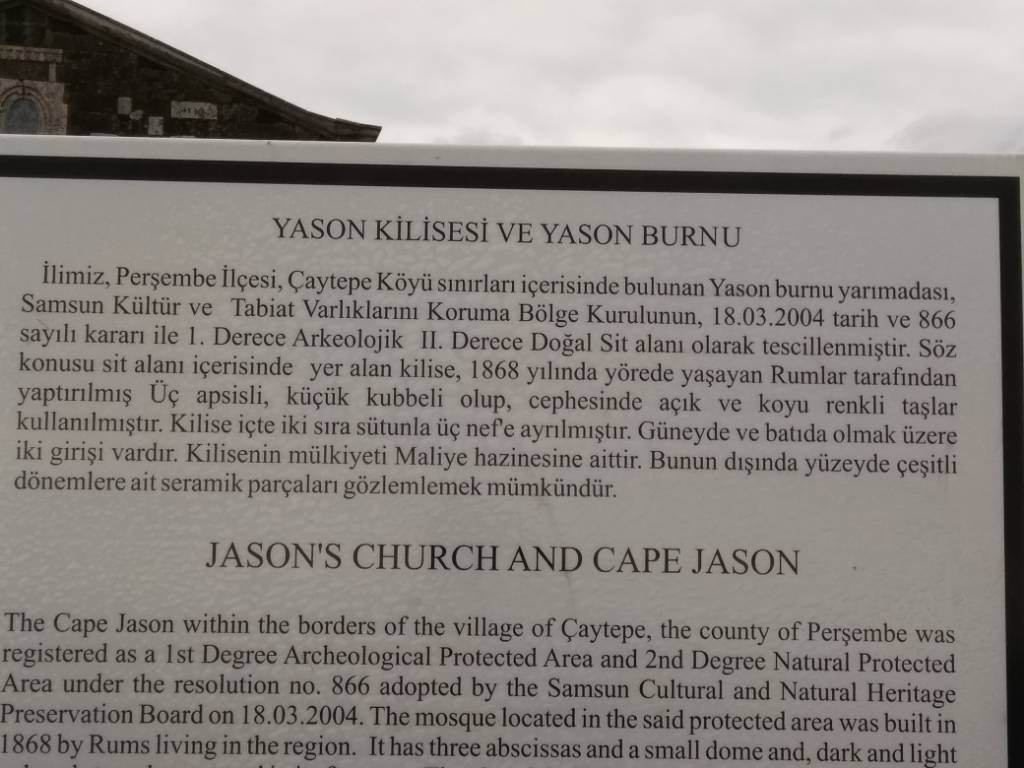 YASON KİLİSESİ VE YASON BURNU
İlimiz, Perşembe İlçesi, Çaytepe Köyü sınırları içerisinde bulunan Yason burnu yarımadası,
Samsun Kültür ve Tabiat Varlıklarını Koruma Bölge Kurulunun, 18.03.2004 tarih ve 866
sayılı kararı ile 1. Derece Arkeolojik II. Derece Doğal Sit alanı olarak tescillenmiştir. Söz
konusu sit alanı içerisinde yer alan kilise, 1868 yılında yörede yaşayan Rumlar tarafından
yaptırılmış Üç apsisli, küçük kubbeli olup, cephesinde açık ve koyu renkli taşlar
kullanılmıştır. Kilise içte iki sıra sütunla üç nef'e ayrılmıştır. Güneyde ve batıda olmak üzere
iki girişi vardır. Kilisenin mülkiyeti Maliye hazinesine aittir. Bunun dışında yüzeyde çeşitli
dönemlere ait seramik parçaları gözlemlemek mümkündür.
JASON'S CHURCH AND CAPE JASON
The Cape Jason within the borders of the village of Çaytepe, the county of Perşembe was
registered as a 1st Degree Archeological Protected Area and 2nd Degree Natural Protected
Area under the resolution no. 866 adopted by the Samsun Cultural and Natural Heritage
Preservation Board on 18.03.2004. The mosque located in the said protected area was built in
1868 by Rums living in the region. It has three abscissas and a small dome and, dark and light